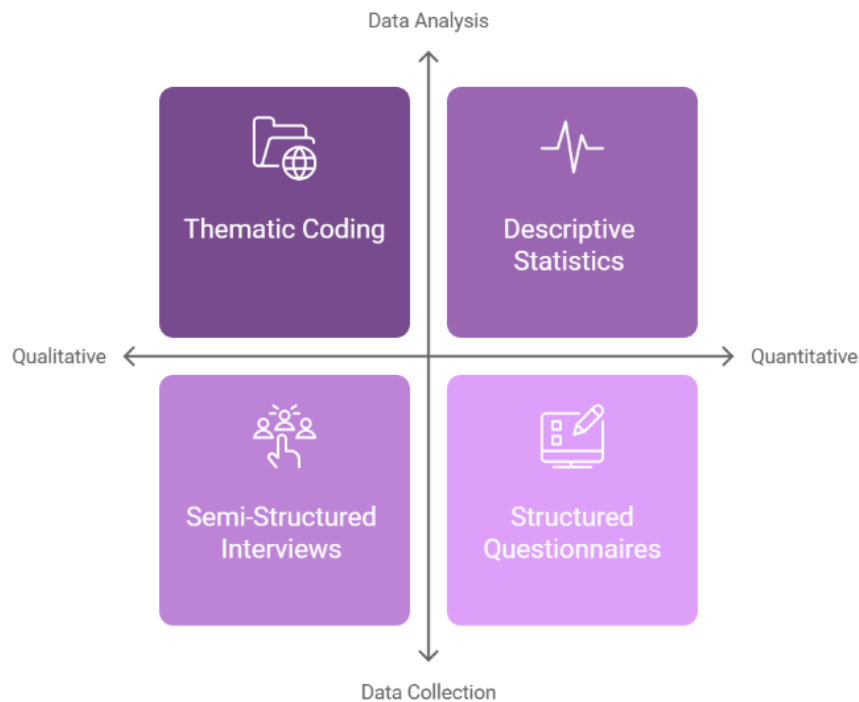 Data Analysis
Thematic Coding
Descriptive
Statistics
Qualitative
Quantitative
Semi-Structured
Interviews
Structured
Questionnaires
Data Collection